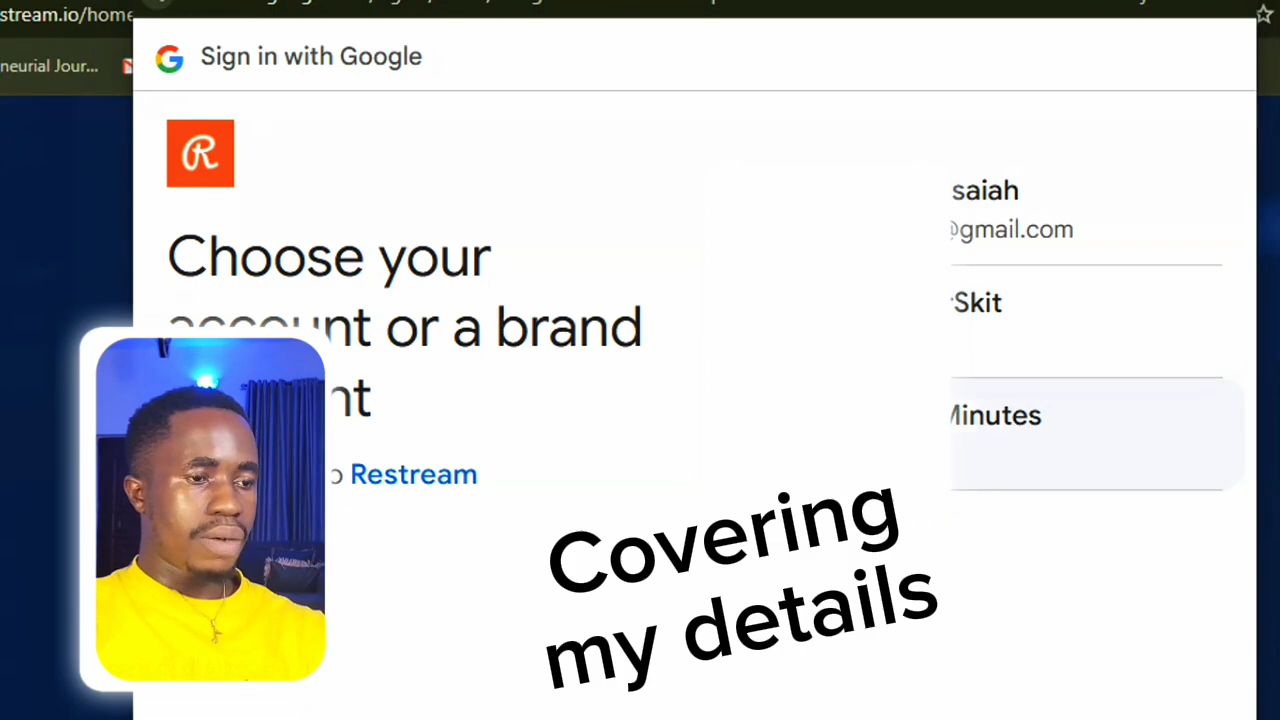 stream.io/home
neurial Jour...
Sign in with Google
Choose your
account or a brand
nt
o Restream
saiah
@gmail.com
Skit
Minutes
Covering
my details